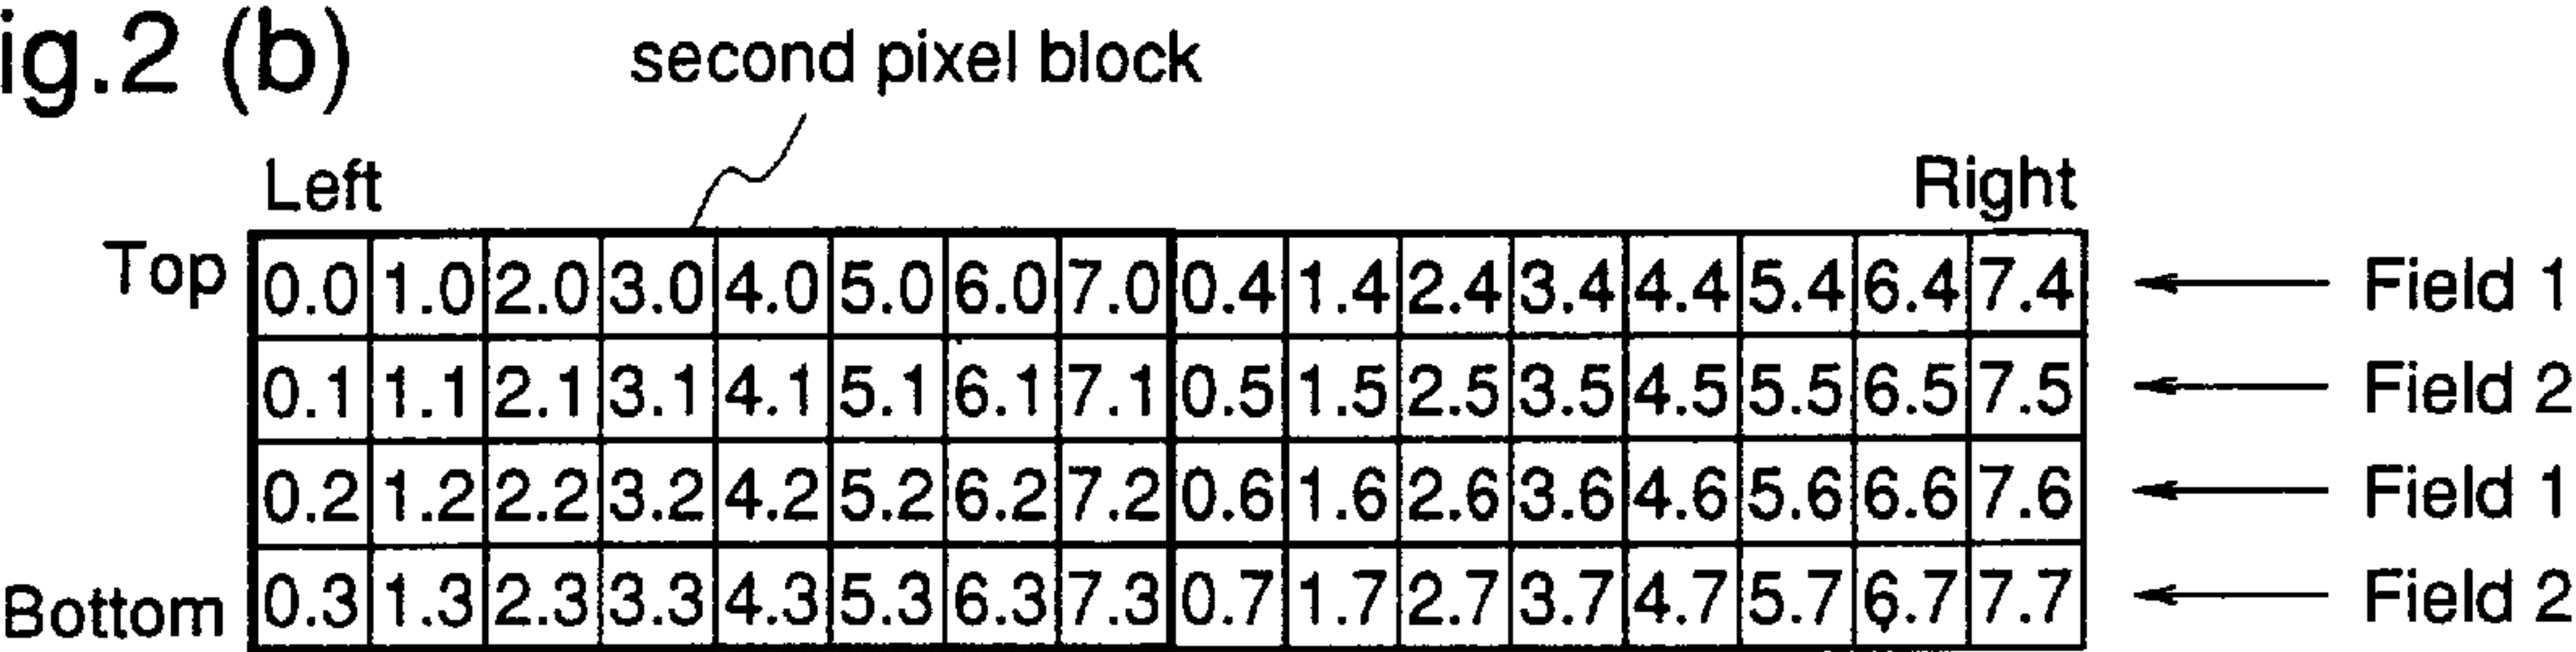 ig.2 (b)
second pixel block
Left Right
Top 0.0 1.0 2.0 3.0 4.0 5.0 6.0 7.0 0.4 1.4 2.4 3.4 4.4 5.4 6.4 7.4 Field 1
0.1 1.1 2.1 3.1 4.1 5.1 6.1 7.1 0.5 1.5 2.5 3.5 4.5 5.5 6.5 7.5 Field 2
0.2 1.2 2.2 3.2 4.2 5.2 6.2 7.2 0.6 1.6 2.6 3.6 4.6 5.6 6.6 7.6 Field 1
Bottom 0.3 1.3 2.3 3.3 4.3 5.3 6.3 7.3 0.7 1.7 2.7 3.7 4.7 5.7 6.7 7.7 Field 2